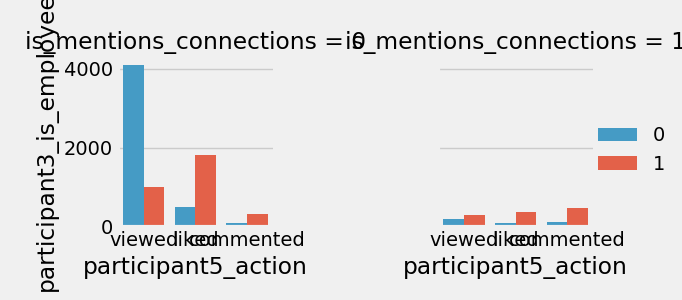 is_mentions_connections = 0
is_mentions_connections = 1
participant3_is_employee
4000
2000
0
viewed liked commented
viewed liked commented
participant5_action
participant5_action
0
1